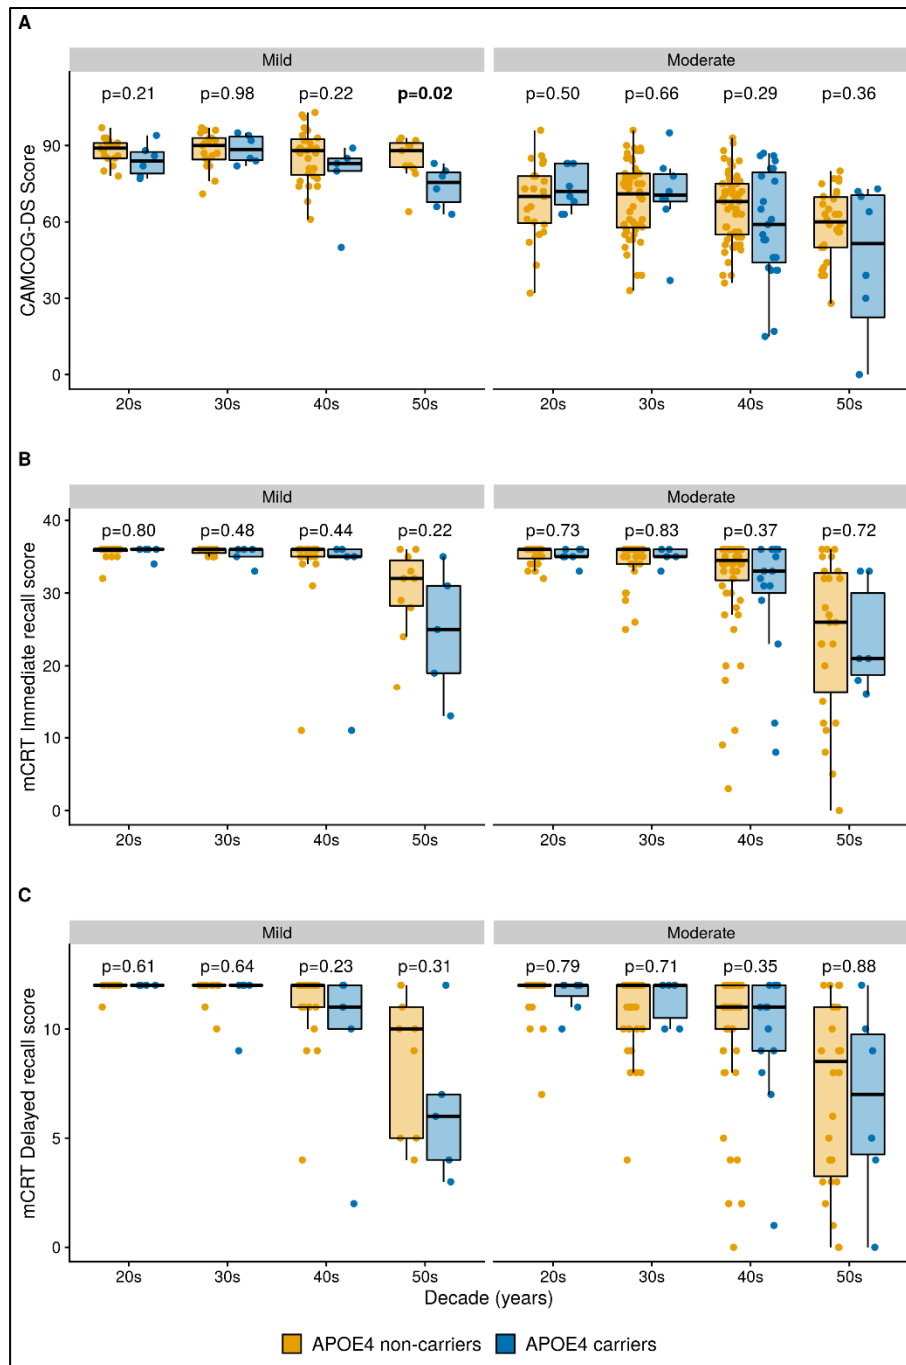 A
Mild Moderate
p=0.21 p=0.98 p=0.22 p=0.02 p=0.50 p=0.66 p=0.29 p=0.36
CAMCOG-DS Score
90
60
30
0
20s 30s 40s 50s 20s 30s 40s 50s
B
Mild Moderate
p=0.80 p=0.48 p=0.44 p=0.22 p=0.73 p=0.83 p=0.37 p=0.72
mCRT Immediate recall score
40
30
20
10
0
20s 30s 40s 50s 20s 30s 40s 50s
C
Mild Moderate
p=0.61 p=0.64 p=0.23 p=0.31 p=0.79 p=0.71 p=0.35 p=0.88
mCRT Delayed recall score
10
5
0
20s 30s 40s 50s 20s 30s 40s 50s
Decade (years)
APOE4 non-carriers APOE4 carriers